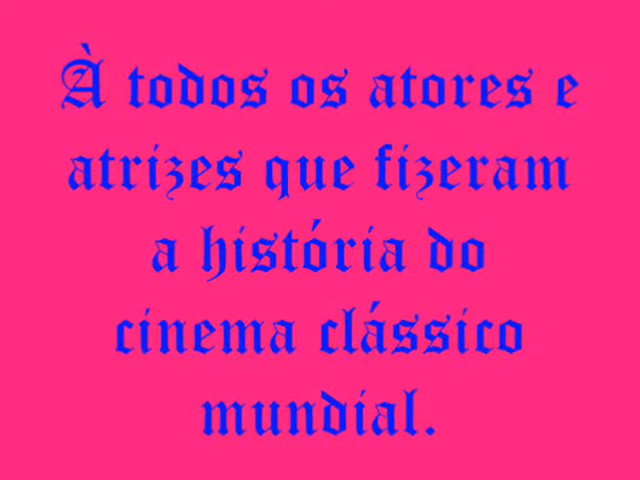 À todos os atores e
atrizes que fizeram
a história do
cinema clássico
mundial.